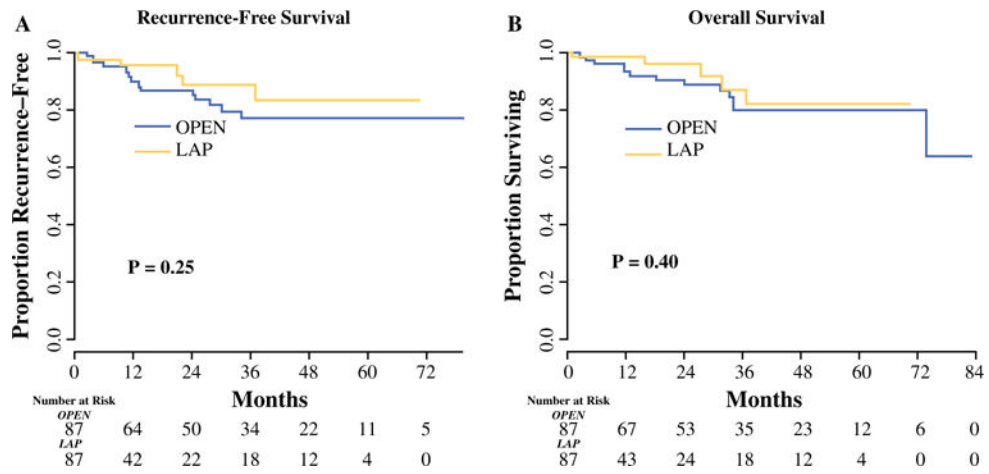 A
Recurrence-Free Survival
Proportion Recurrence–Free
1.0
0.8
0.6
0.4
0.2
0.0
OPEN
LAP
P = 0.25
0 12 24 36 48 60 72
Months
Number at Risk
OPEN
87 64 50 34 22 11 5
LAP
87 42 22 18 12 4 0
B
Overall Survival
Proportion Surviving
1.0
0.8
0.6
0.4
0.2
0.0
OPEN
LAP
P = 0.40
0 12 24 36 48 60 72 84
Months
Number at Risk
OPEN
87 67 53 35 23 12 6 0
LAP
87 43 24 18 12 4 0 0